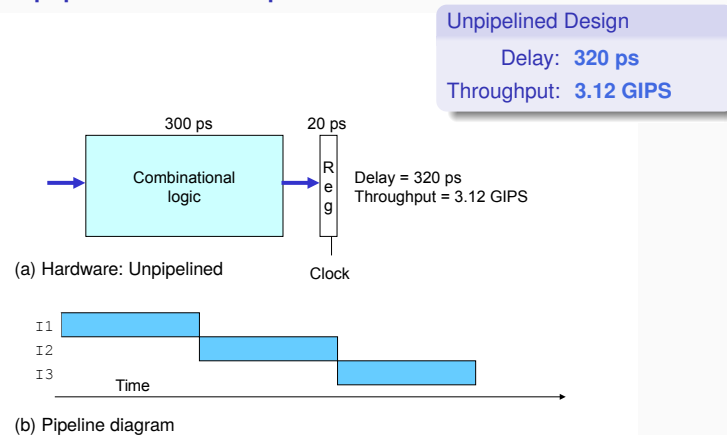 Unpipelined Design
Delay: 320 ps
Throughput: 3.12 GIPS
300 ps
20 ps
Combinational
logic
R
e
g
Delay = 320 ps
Throughput = 3.12 GIPS
(a) Hardware: Unpipelined
Clock
I1
I2
I3
Time
(b) Pipeline diagram